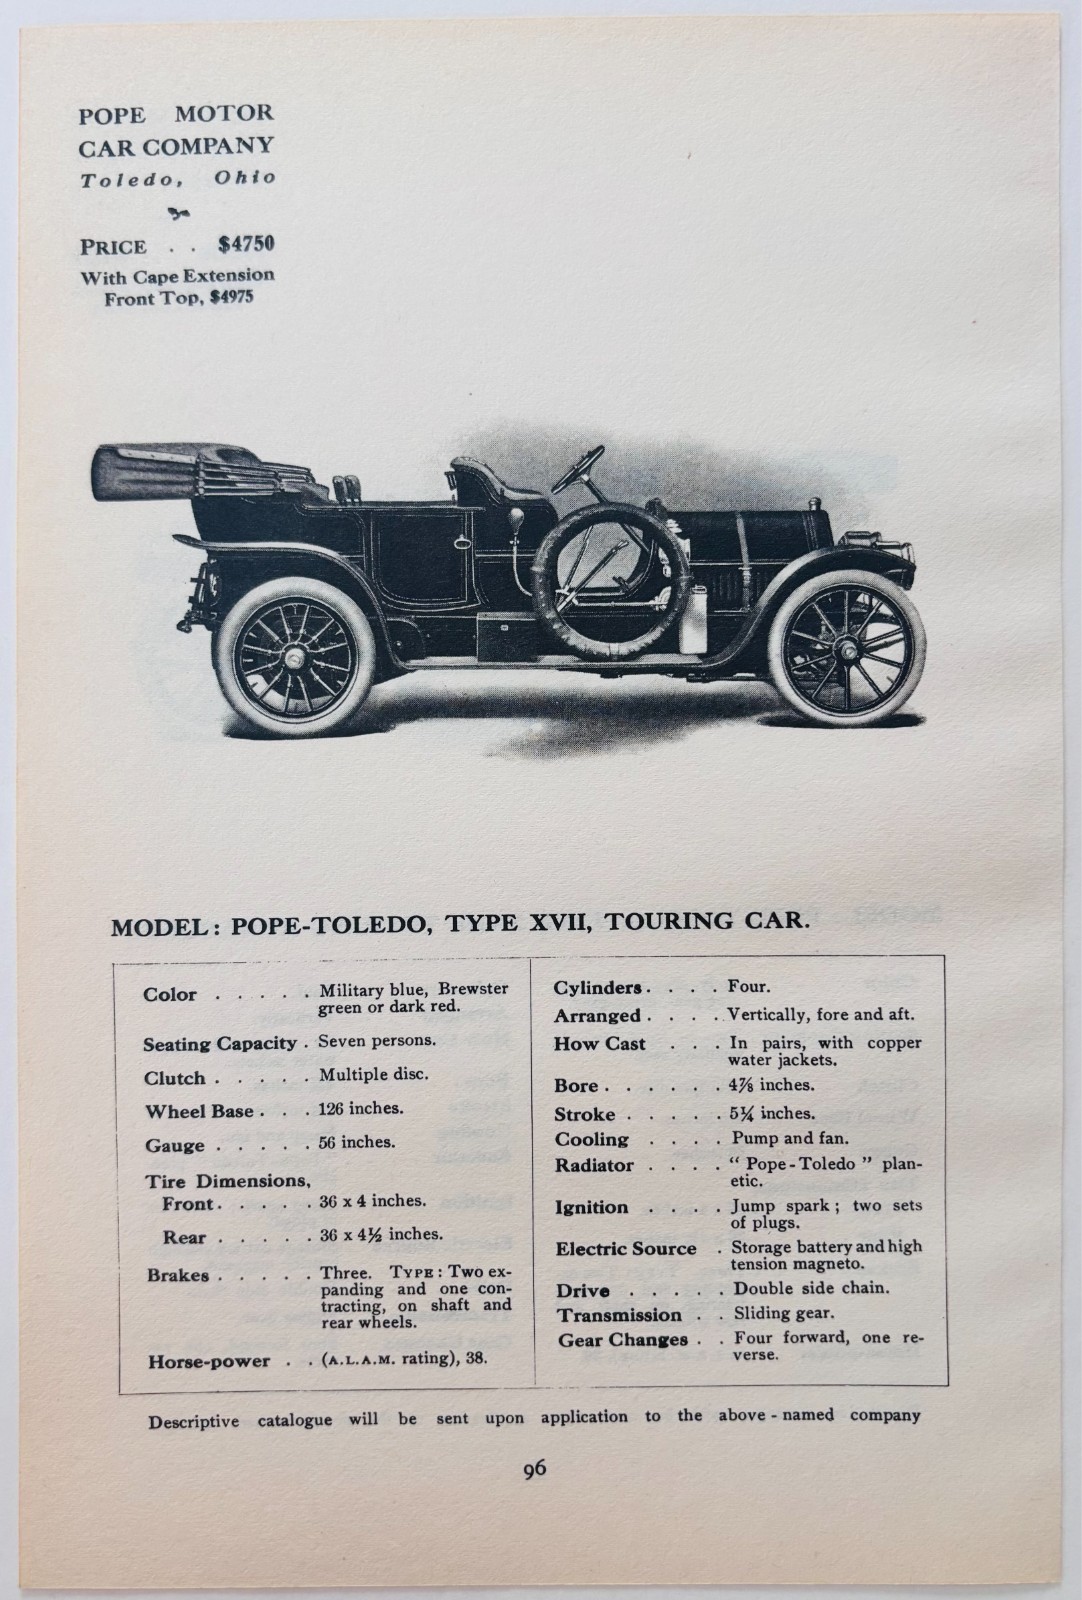 POPE MOTOR
CAR COMPANY
Toledo, Ohio
PRICE . . $4750
With Cape Extension
Front Top, $4975
MODEL: POPE-TOLEDO, TYPE XVII, TOURING CAR.
Color . . . . . Military blue, Brewster
green or dark red.
Seating Capacity . Seven persons.
Clutch . . . . . Multiple disc.
Wheel Base . . . 126 inches.
Gauge . . . . . 56 inches.
Tire Dimensions,
Front . . . . . 36 x 4 inches.
Rear . . . . . 36 x 4½ inches.
Brakes . . . . . Three. TYPE: Two ex-
panding and one con-
tracting, on shaft and
rear wheels.
Horse-power . . (A.L.A.M. rating), 38.
Cylinders . . . . Four.
Arranged . . . . Vertically, fore and aft.
How Cast . . . In pairs, with copper
water jackets.
Bore . . . . . . 4⅞ inches.
Stroke . . . . . 5¼ inches.
Cooling . . . . Pump and fan.
Radiator . . . . "Pope-Toledo" plan-
etic.
Ignition . . . . Jump spark; two sets
of plugs.
Electric Source . Storage battery and high
tension magneto.
Drive . . . . . Double side chain.
Transmission . . Sliding gear.
Gear Changes . . Four forward, one re-
verse.
Descriptive catalogue will be sent upon application to the above-named company
96